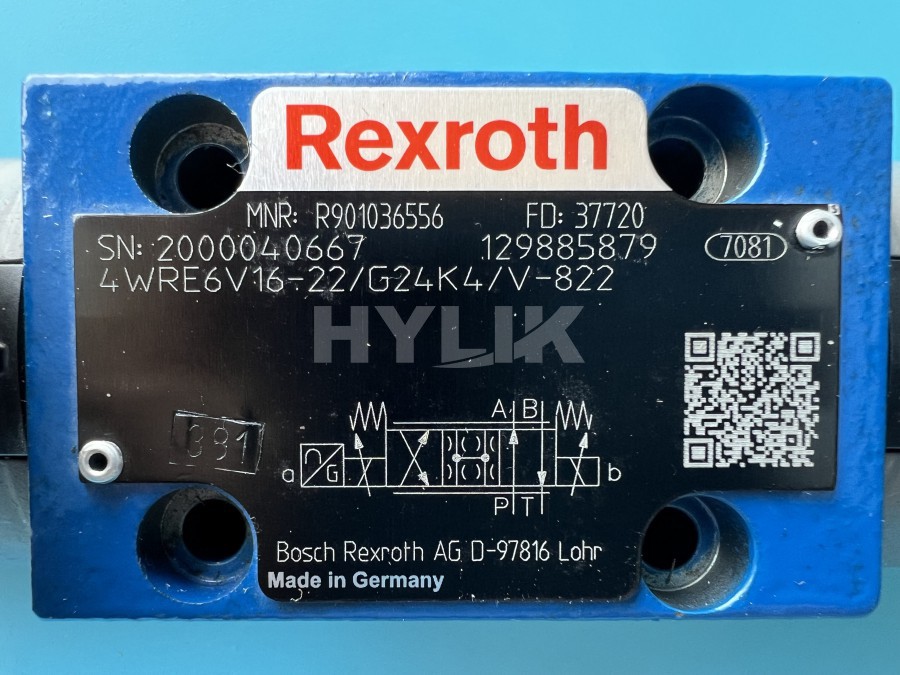 Rexroth
MNR: R901036556 FD: 37720
SN: 2000040667 129885879 7081
4WRE6V16-22/G24K4/V-822
HYLIK
A B
891
a G b
P T
Bosch Rexroth AG D-97816 Lohr
Made in Germany